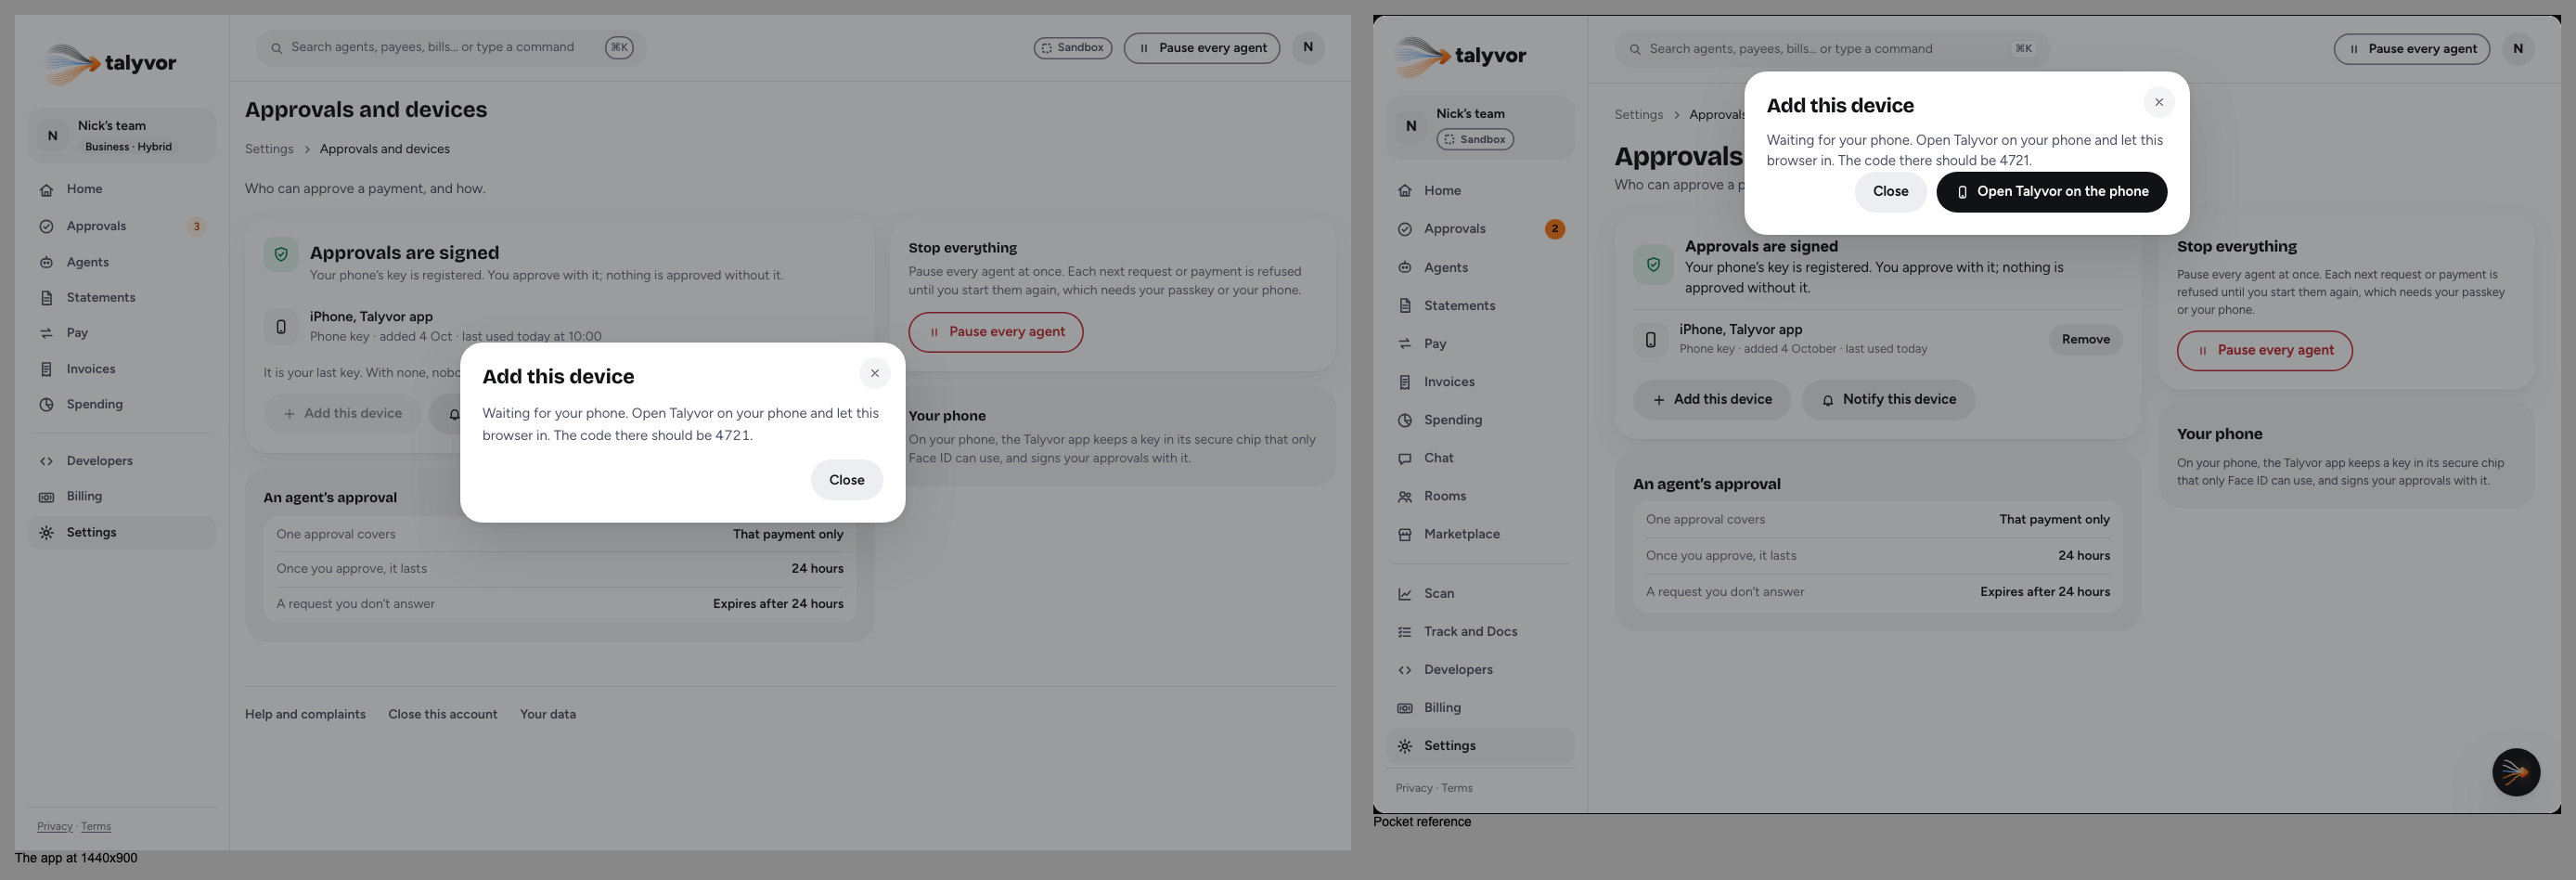 talyvor
Search agents, payees, bills... or type a command
⌘K
Sandbox
Pause every agent
N
N
Nick's team
Business · Hybrid
Home
Approvals
3
Agents
Statements
Pay
Invoices
Spending
Developers
Billing
Settings
Privacy · Terms
Approvals and devices
Settings > Approvals and devices
Who can approve a payment, and how.
Approvals are signed
Your phone's key is registered. You approve with it; nothing is approved without it.
iPhone, Talyvor app
Phone key · added 4 Oct · last used today at 10:00
It is your last key. With none, nobo
Add this device
Stop everything
Pause every agent at once. Each next request or payment is refused
until you start them again, which needs your passkey or your phone.
Pause every agent
Your phone
On your phone, the Talyvor app keeps a key in its secure chip that only
Face ID can use, and signs your approvals with it.
Add this device
Waiting for your phone. Open Talyvor on your phone and let this
browser in. The code there should be 4721.
Close
An agent's approval
One approval covers
That payment only
Once you approve, it lasts
24 hours
A request you don't answer
Expires after 24 hours
Help and complaints
Close this account
Your data
The app at 1440x900
talyvor
Search agents, payees, bills... or type a command
⌘K
Pause every agent
N
N
Nick's team
Sandbox
Home
Approvals
2
Agents
Statements
Pay
Invoices
Spending
Chat
Rooms
Marketplace
Scan
Track and Docs
Developers
Billing
Settings
Privacy · Terms
Settings > Approvals
Approvals
Who can approve a p
Add this device
Waiting for your phone. Open Talyvor on your phone and let this
browser in. The code there should be 4721.
Close
Open Talyvor on the phone
Approvals are signed
Your phone's key is registered. You approve with it; nothing is
approved without it.
iPhone, Talyvor app
Phone key · added 4 October · last used today
Remove
Add this device
Notify this device
An agent's approval
One approval covers
That payment only
Once you approve, it lasts
24 hours
A request you don't answer
Expires after 24 hours
Stop everything
Pause every agent at once. Each next request or payment is
refused until you start them again, which needs your passkey
or your phone.
Pause every agent
Your phone
On your phone, the Talyvor app keeps a key in its secure chip
that only Face ID can use, and signs your approvals with it.
Pocket reference